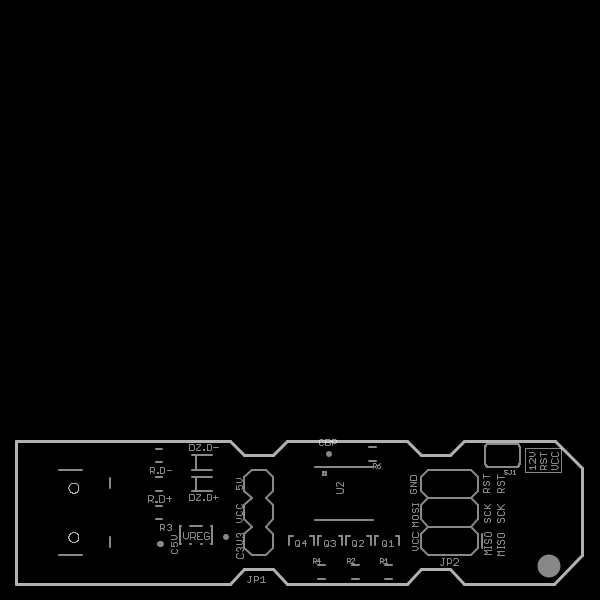 DZ.D-
R.D-
DZ.D+
R.D+
R3
C5V
VREG
5V
VCC
C3V3
JP1
CBP
R6
U2
Q4 Q3 Q2 Q1
R4 R2 R1
GND
MOSI
VCC
JP2
RST
SCK
MISO
RST
SCK
MISO
SJ1
12V
RST
VCC